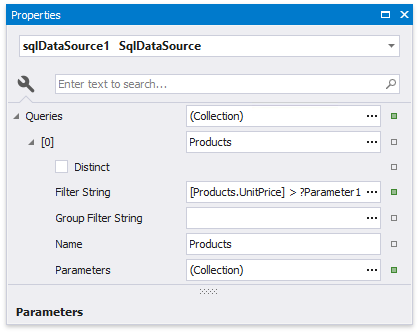 Properties
sqlDataSource1 SqlDataSource
Enter text to search...
Queries (Collection)
[0] Products
Distinct
Filter String [Products.UnitPrice] > ?Parameter1
Group Filter String
Name Products
Parameters (Collection)
Parameters